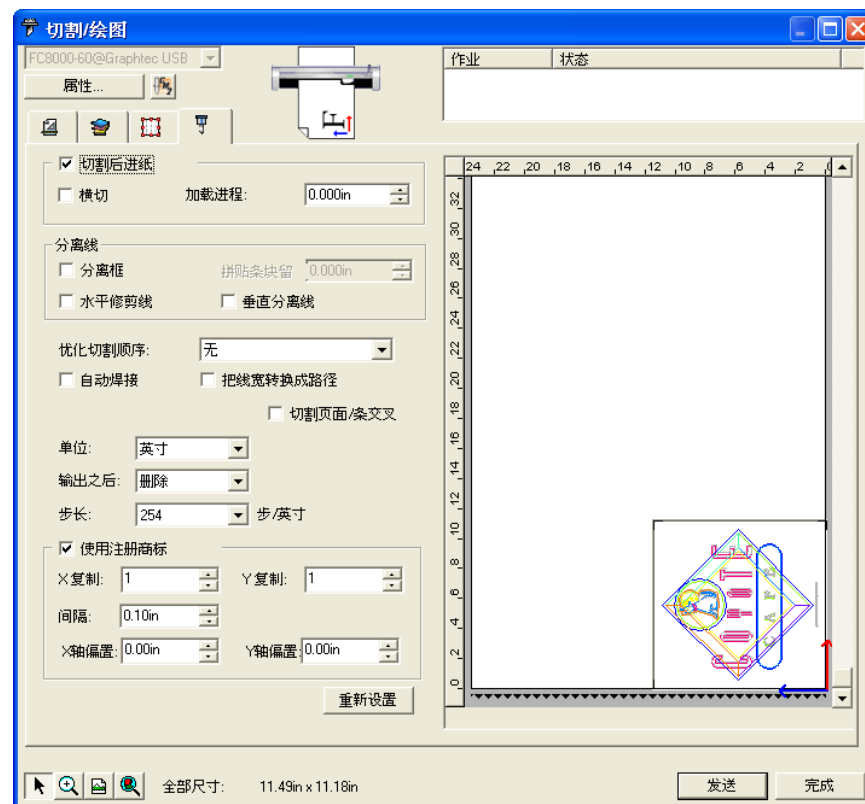 切割/绘图
FC8000-60@Graphtec USB
作业 状态
属性...
切割后进纸
横切 加载进程: 0.000in
分离线
分离框 拼贴条块留 0.000in
水平修剪线 垂直分离线
优化切割顺序: 无
自动焊接 把线宽转换成路径
切割页面/条交叉
单位: 英寸
输出之后: 删除
步长: 254 步/英寸
使用注册商标
X复制: 1 Y复制: 1
间隔: 0.10in
X轴偏置: 0.00in Y轴偏置: 0.00in
重新设置
24 22 20 18 16 14 12 10 8 6 4 2
32
30
28
26
24
22
20
18
16
14
12
10
8
6
4
2
0
CAFE
全部尺寸: 11.49in x 11.18in
发送 完成